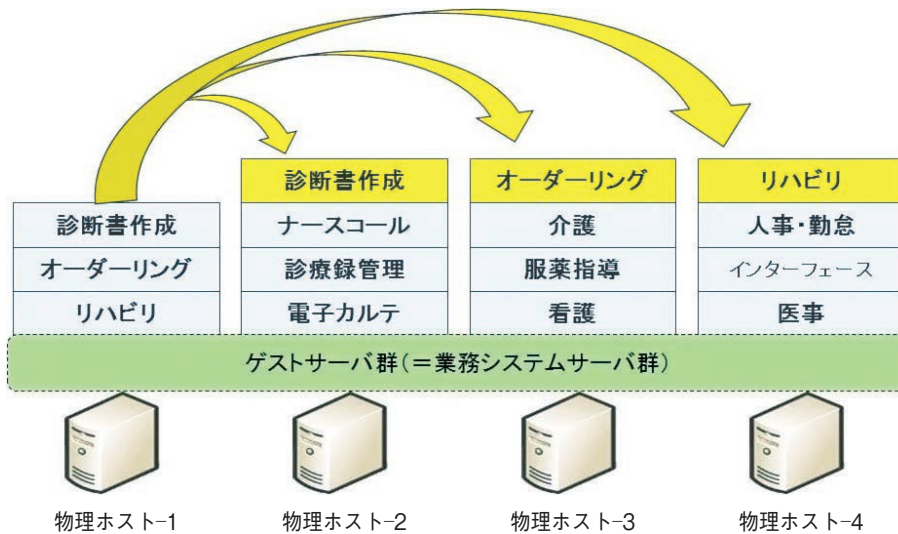 診断書作成
オーダーリング
リハビリ
診断書作成
ナースコール
診療録管理
電子カルテ
オーダーリング
介護
服薬指導
看護
リハビリ
人事・勤怠
インターフェース
医事
ゲストサーバ群(=業務システムサーバ群)
物理ホスト-1
物理ホスト-2
物理ホスト-3
物理ホスト-4